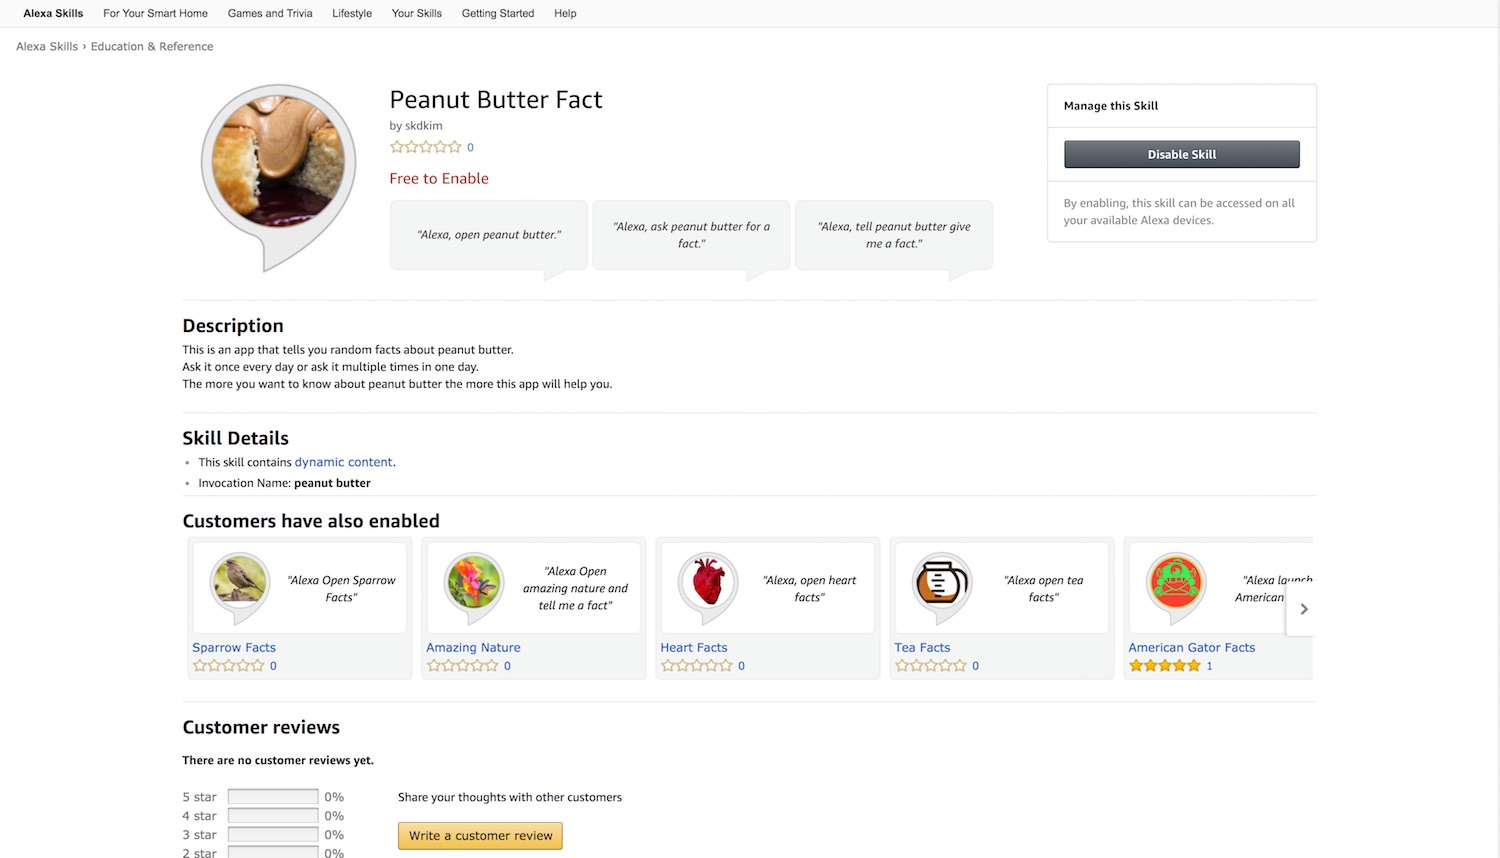 Alexa Skills For Your Smart Home Games and Trivia Lifestyle Your Skills Getting Started Help
Alexa Skills › Education & Reference
Peanut Butter Fact
by skdkim
0
Free to Enable
"Alexa, open peanut butter."
"Alexa, ask peanut butter for a
fact."
"Alexa, tell peanut butter give
me a fact."
Manage this Skill
Disable Skill
By enabling, this skill can be accessed on all
your available Alexa devices.
Description
This is an app that tells you random facts about peanut butter.
Ask it once every day or ask it multiple times in one day.
The more you want to know about peanut butter the more this app will help you.
Skill Details
• This skill contains dynamic content.
• Invocation Name: peanut butter
Customers have also enabled
"Alexa Open Sparrow
Facts"
Sparrow Facts
0
"Alexa Open
amazing nature and
tell me a fact"
Amazing Nature
0
"Alexa, open heart
facts"
Heart Facts
0
"Alexa open tea
facts"
Tea Facts
0
"Alexa launch
American
American Gator Facts
1
Customer reviews
There are no customer reviews yet.
5 star 0%
4 star 0%
3 star 0%
2 star 0%
Share your thoughts with other customers
Write a customer review